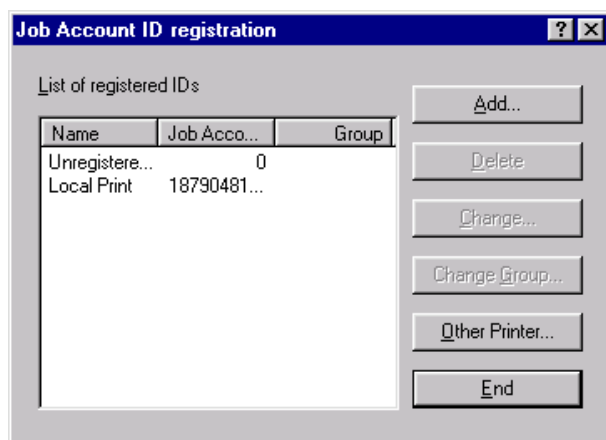 Job Account ID registration
List of registered IDs
Add...
Name Job Acco... Group
Unregistere... 0
Delete
Local Print 18790481...
Change...
Change Group...
Other Printer...
End